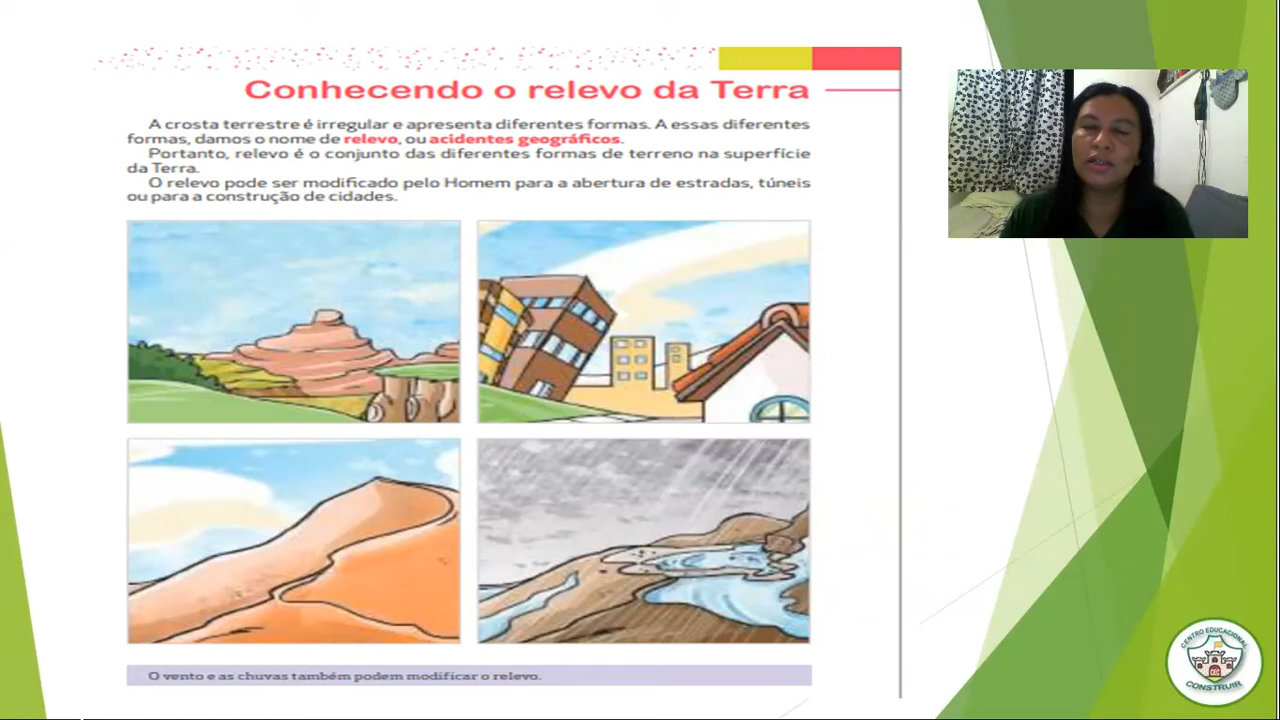 Conhecendo o relevo da Terra
A crosta terrestre é irregular e apresenta diferentes formas. A essas diferentes
formas, damos o nome de relevo, ou acidentes geográficos.
Portanto, relevo é o conjunto das diferentes formas de terreno na superfície
da Terra.
O relevo pode ser modificado pelo Homem para a abertura de estradas, túneis
ou para a construção de cidades.
O vento e as chuvas também podem modificar o relevo.
CENTRO EDUCACIONAL
CONSTRUIR